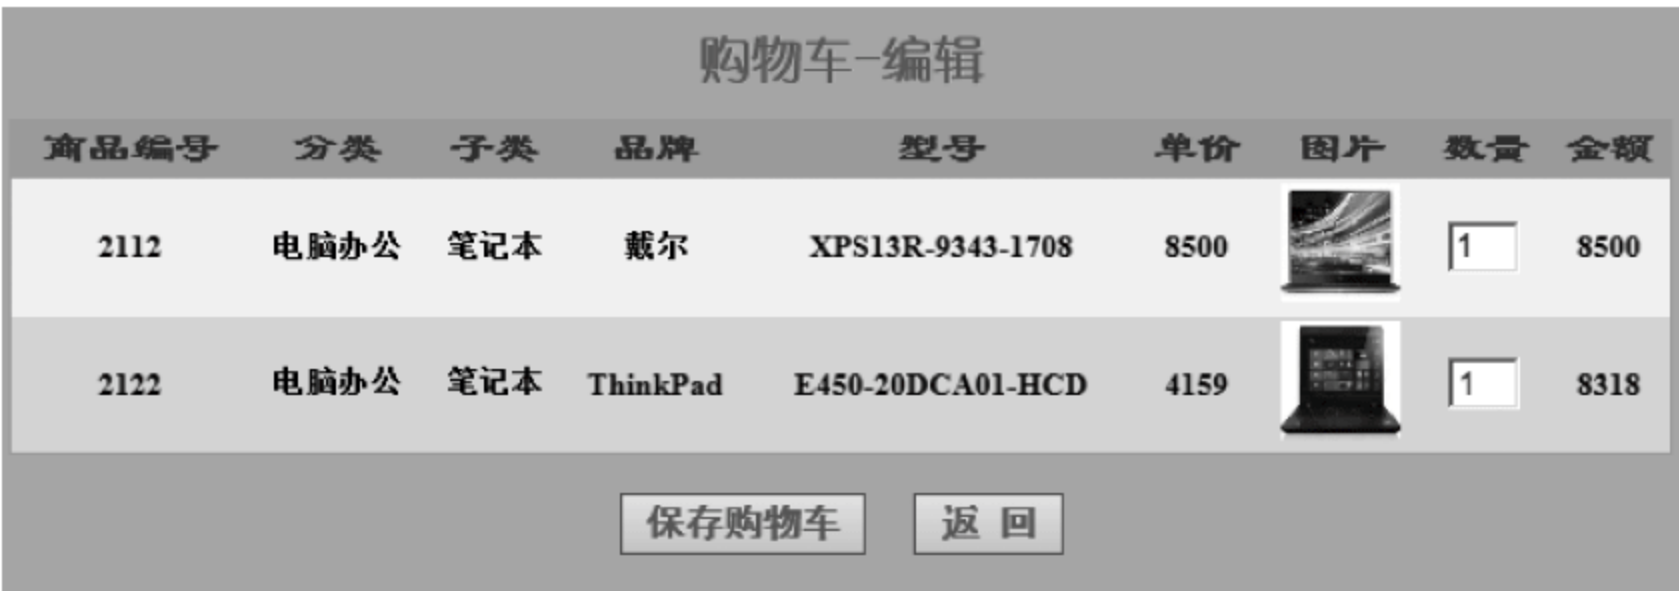 购物车-编辑
商品编号 分类 子类 品牌 型号 单价 图片 数量 金额
2112 电脑办公 笔记本 戴尔 XPS13R-9343-1708 8500 1 8500
2122 电脑办公 笔记本 ThinkPad E450-20DCA01-HCD 4159 1 8318
保存购物车 返 回